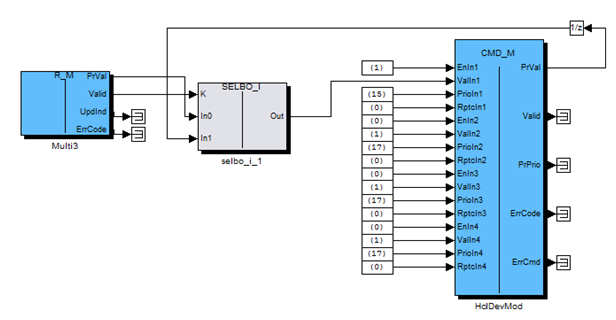 1/z
R_M
PrVal
Valid
UpdInd
ErrCode
Multi3
SELBO_I
K
In0
In1
Out
selbo_i_1
CMD_M
(1)
EnIn1
PrVal
ValIn1
(15)
PrioIn1
(0)
RptcIn1
(0)
EnIn2
Valid
(1)
ValIn2
(17)
PrioIn2
(0)
RptcIn2
PrPrio
(0)
EnIn3
(1)
ValIn3
(17)
PrioIn3
(0)
RptcIn3
ErrCode
(0)
EnIn4
(1)
ValIn4
(17)
PrioIn4
ErrCmd
(0)
RptcIn4
HclDevMod